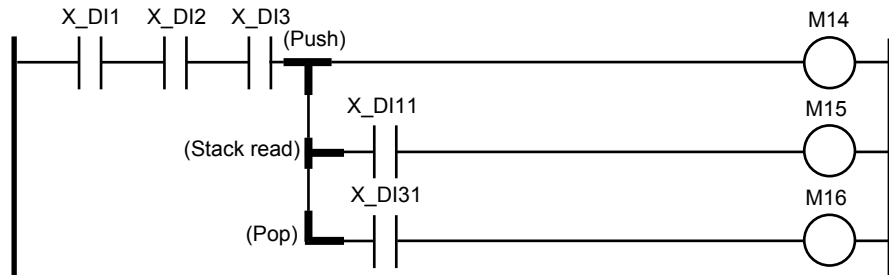 X_DI1 X_DI2 X_DI3 M14
(Push)
X_DI11 M15
(Stack read)
X_DI31 M16
(Pop)